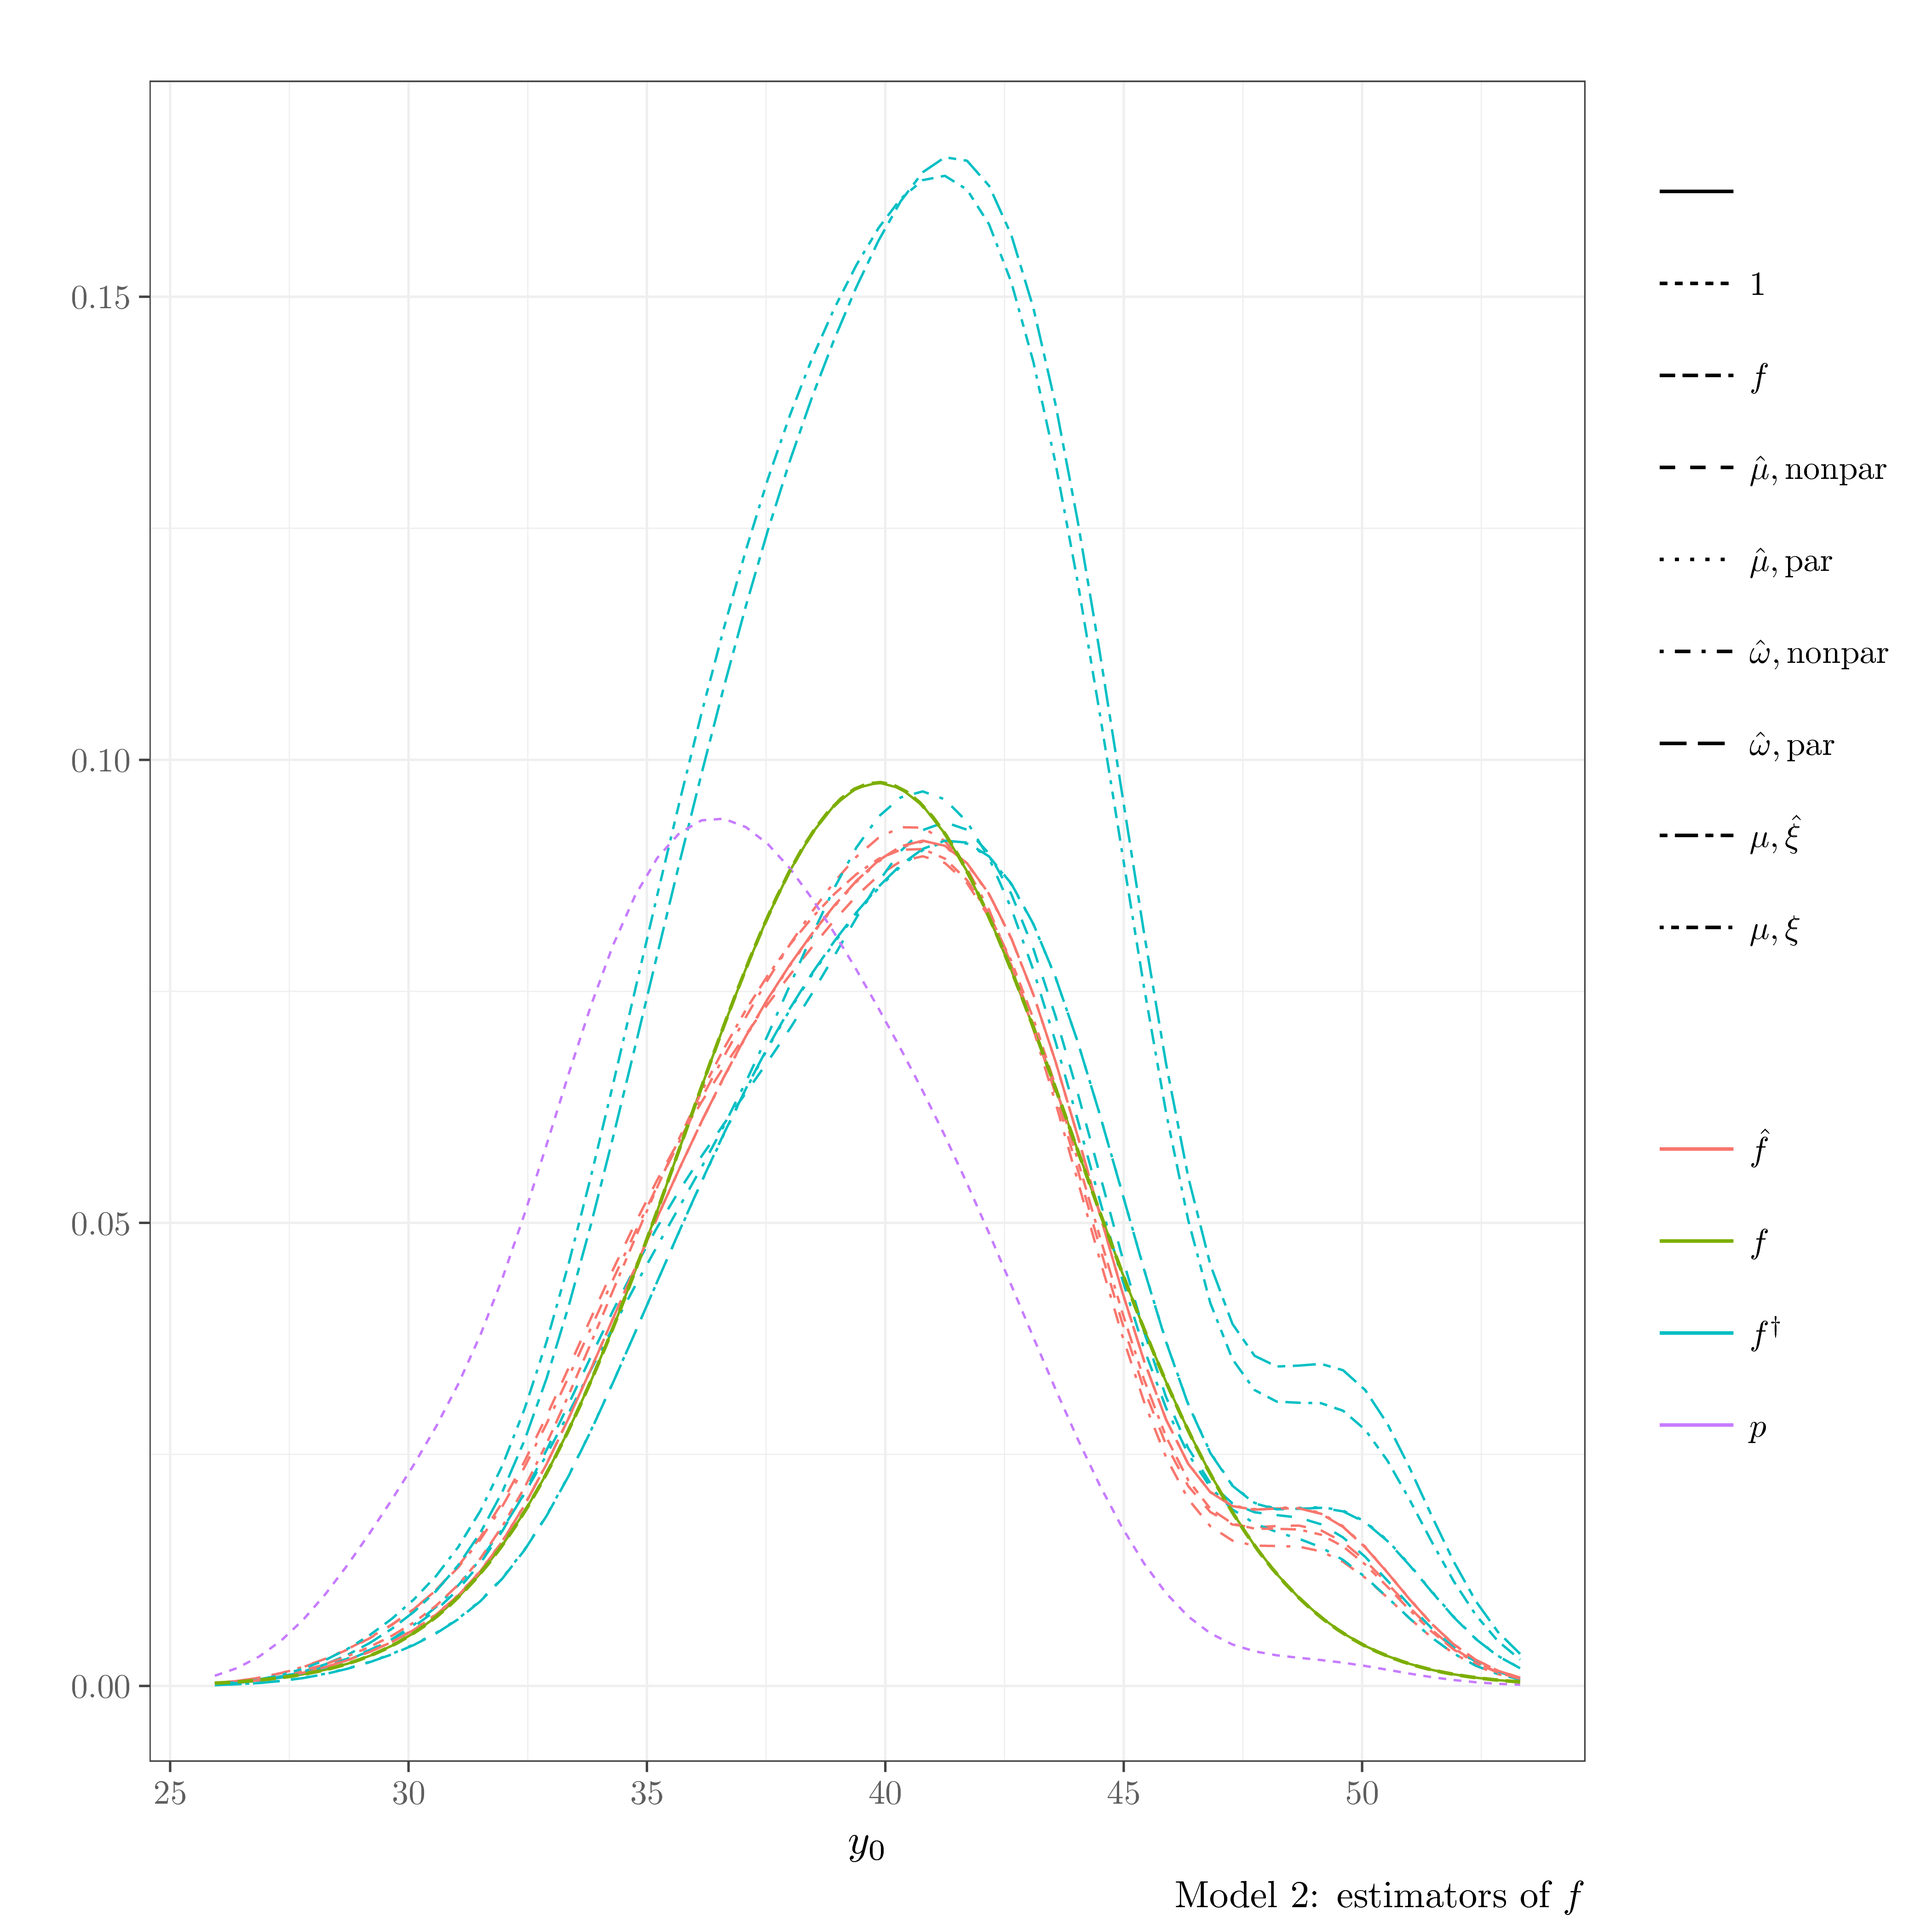 0.15
0.10
0.05
0.00
25 30 35 40 45 50
y₀
Model 2: estimators of f
1
f
μ̂, nonpar
μ̂, par
ω̂, nonpar
ω̂, par
μ, ξ̂
μ, ξ
f̂
f
f†
p